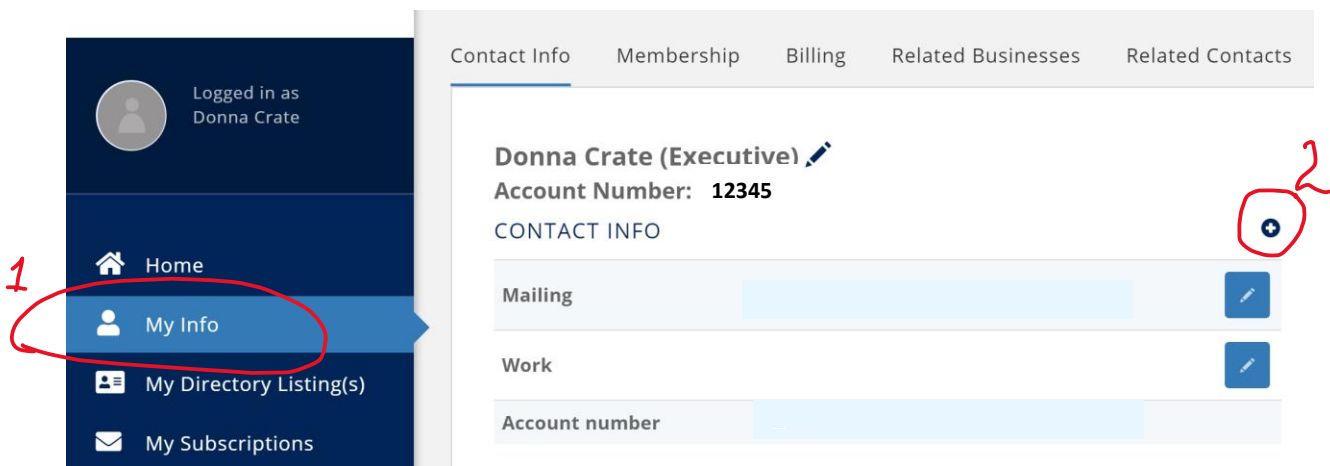 Contact Info Membership Billing Related Businesses Related Contacts
Logged in as
Donna Crate
Donna Crate (Executive)
Account Number: 12345
2
CONTACT INFO
1
Home
My Info
My Directory Listing(s)
My Subscriptions
Mailing
Work
Account number